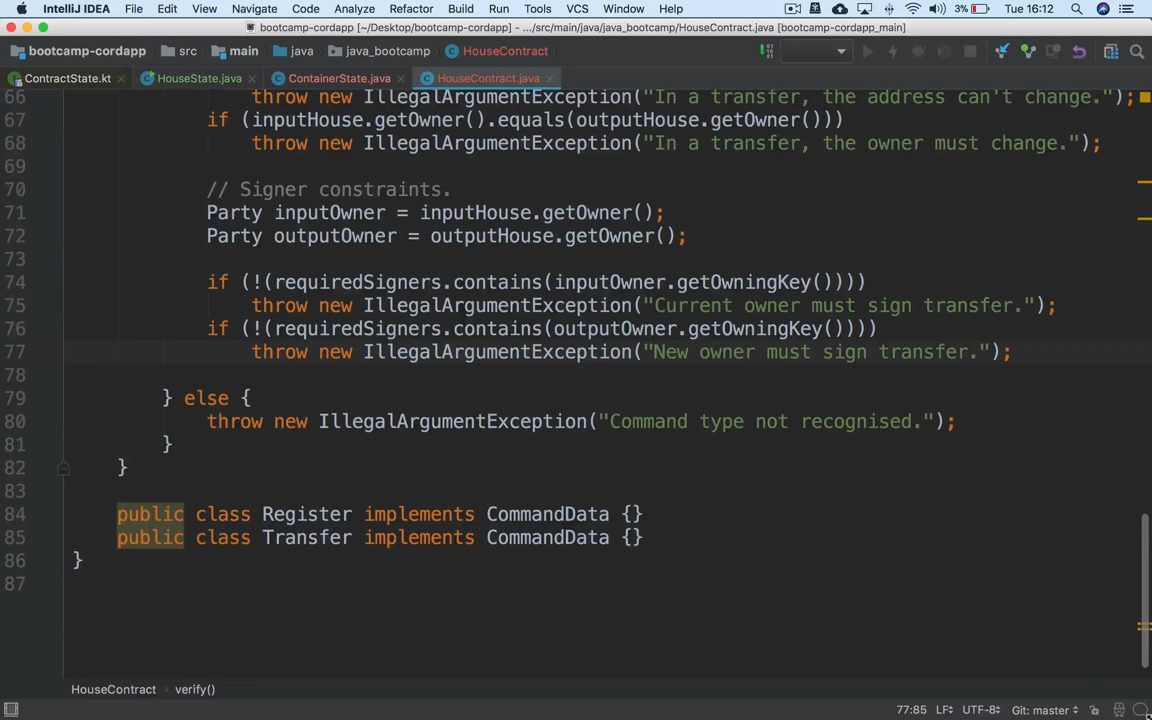 IntelliJ IDEA File Edit View Navigate Code Analyze Refactor Build Run Tools VCS Window Help 3% Tue 16:12
bootcamp-cordapp [~/Desktop/bootcamp-cordapp] - .../src/main/java/java_bootcamp/HouseContract.java [bootcamp-cordapp_main]
bootcamp-cordapp src main java java_bootcamp HouseContract
ContractState.kt HouseState.java ContainerState.java HouseContract.java
66 throw new IllegalArgumentException("In a transfer, the address can't change.");
67 if (inputHouse.getOwner().equals(outputHouse.getOwner()))
68 throw new IllegalArgumentException("In a transfer, the owner must change.");
69
70 // Signer constraints.
71 Party inputOwner = inputHouse.getOwner();
72 Party outputOwner = outputHouse.getOwner();
73
74 if (!(requiredSigners.contains(inputOwner.getOwningKey())))
75 throw new IllegalArgumentException("Current owner must sign transfer.");
76 if (!(requiredSigners.contains(outputOwner.getOwningKey())))
77 throw new IllegalArgumentException("New owner must sign transfer.");
78
79 } else {
80 throw new IllegalArgumentException("Command type not recognised.");
81 }
82 }
83
84 public class Register implements CommandData {}
85 public class Transfer implements CommandData {}
86 }
87
HouseContract › verify()
77:85 LF UTF-8 Git: master